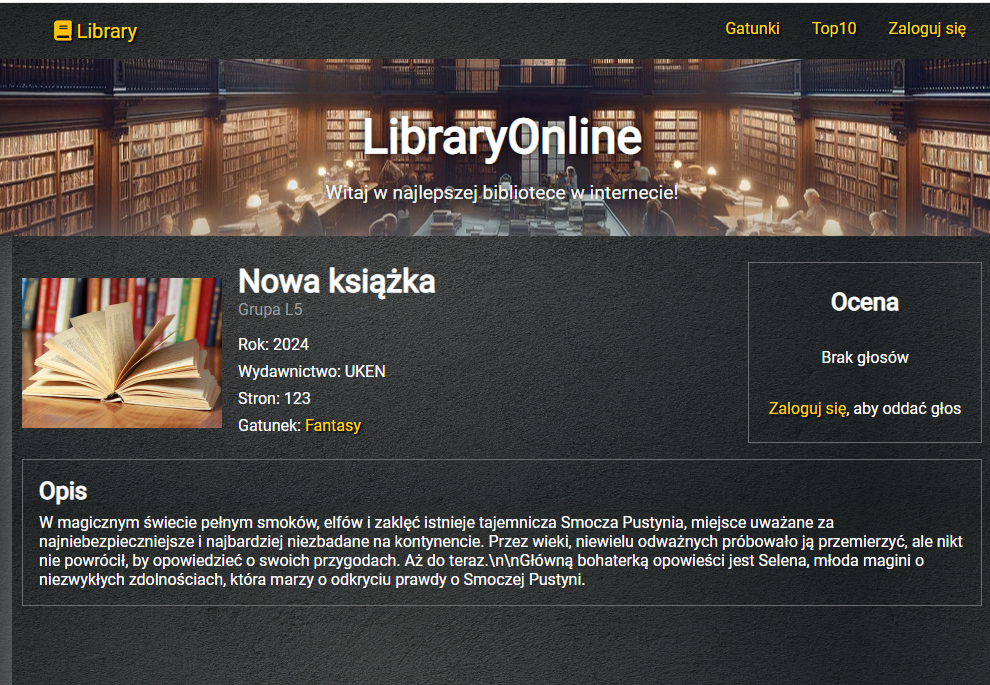 Library
Gatunki Top10 Zaloguj się
LibraryOnline
Witaj w najlepszej bibliotece w internecie!
Nowa książka
Grupa L5
Rok: 2024
Wydawnictwo: UKEN
Stron: 123
Gatunek: Fantasy
Ocena
Brak głosów
Zaloguj się, aby oddać głos
Opis
W magicznym świecie pełnym smoków, elfów i zaklęć istnieje tajemnicza Smocza Pustynia, miejsce uważane za
najniebezpieczniejsze i najbardziej niezbadane na kontynencie. Przez wieki, niewielu odważnych próbowało ją przemierzyć, ale nikt
nie powrócił, by opowiedzieć o swoich przygodach. Aż do teraz.\n\nGłówną bohaterką opowieści jest Selena, młoda magini o
niezwykłych zdolnościach, która marzy o odkryciu prawdy o Smoczej Pustyni.